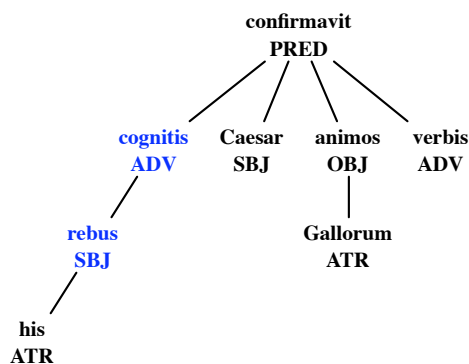 confirmavit
PRED
cognitis Caesar animos verbis
ADV SBJ OBJ ADV
rebus Gallorum
SBJ ATR
his
ATR